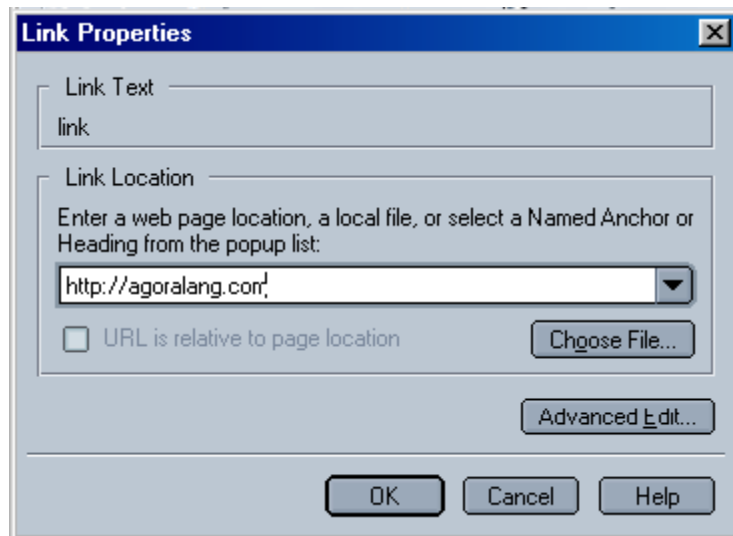 Link Properties
Link Text
link
Link Location
Enter a web page location, a local file, or select a Named Anchor or
Heading from the popup list:
http://agoralang.com
URL is relative to page location
Choose File...
Advanced Edit...
OK Cancel Help